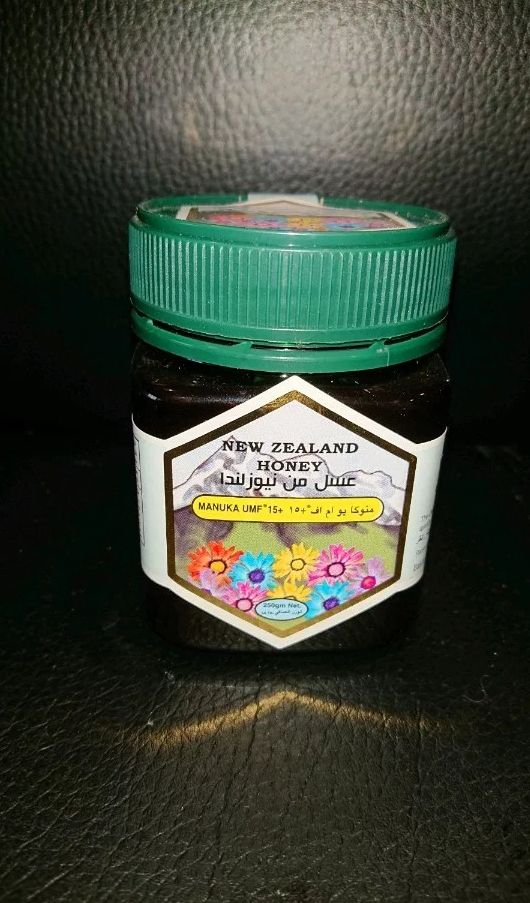 NEW ZEALAND
HONEY
عسل من نيوزلندا
MANUKA UMF® 15+ منوكا يو ام اف®+١٥
250gm Net.